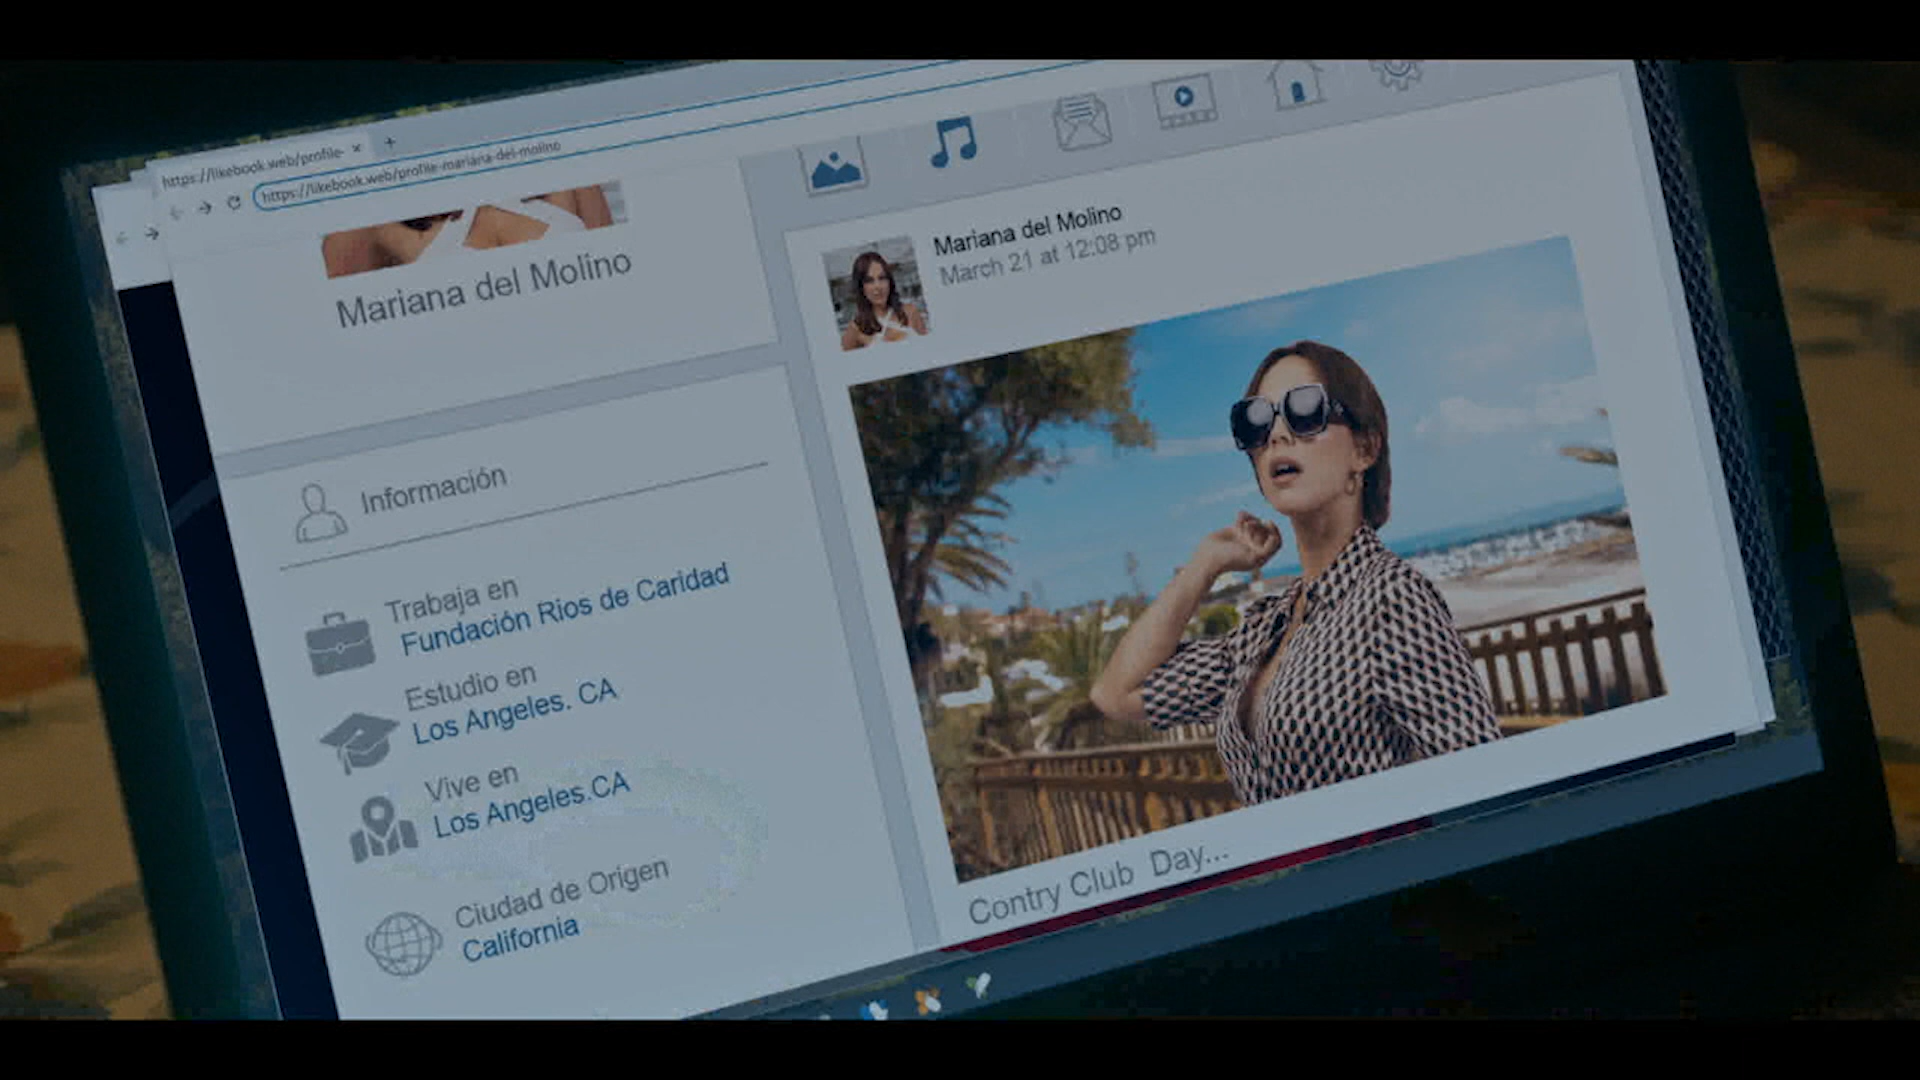 https://likebook.web/profile-
https://likebook.web/profile-mariana-del-molino
Mariana del Molino
Información
Trabaja en
Fundación Rios de Caridad
Estudio en
Los Angeles. CA
Vive en
Los Angeles.CA
Ciudad de Origen
California
Mariana del Molino
March 21 at 12:08 pm
Contry Club Day...